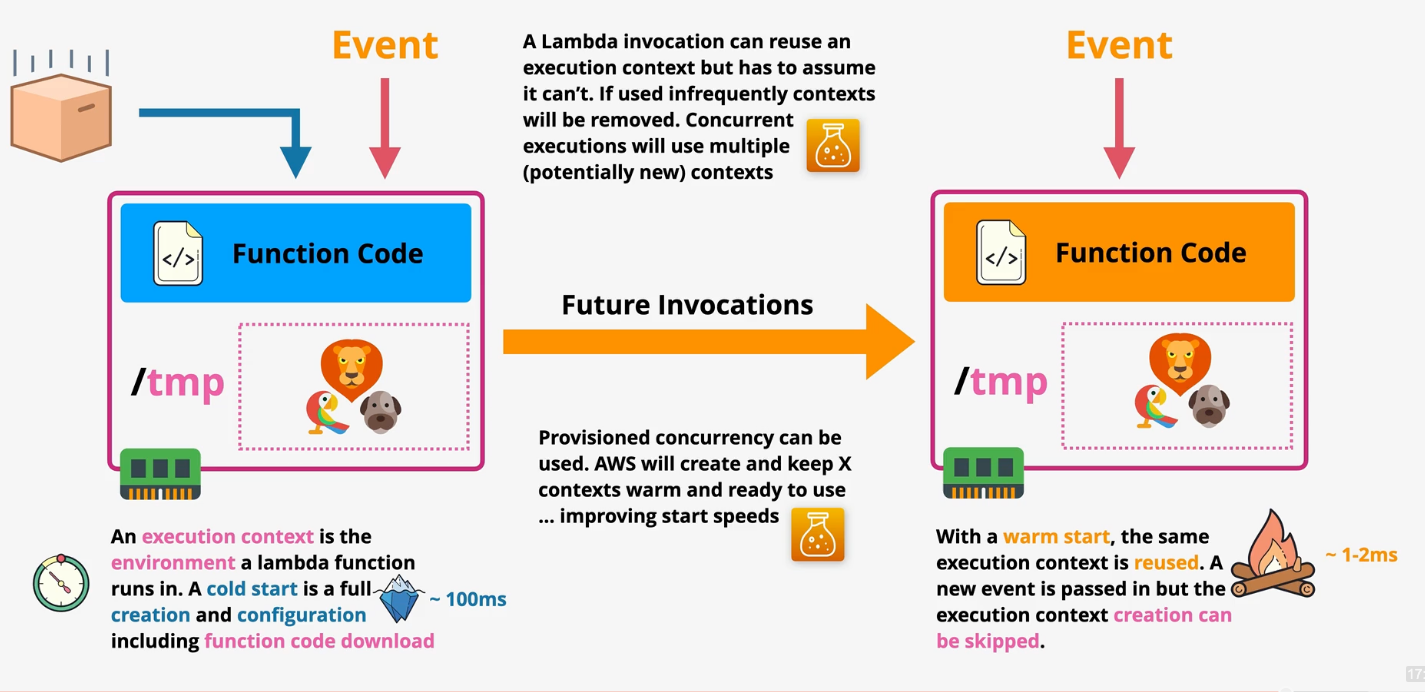 Event
A Lambda invocation can reuse an
execution context but has to assume
it can’t. If used infrequently contexts
will be removed. Concurrent
executions will use multiple
(potentially new) contexts
Event
</>
Function Code
/tmp
Future Invocations
</>
Function Code
/tmp
Provisioned concurrency can be
used. AWS will create and keep X
contexts warm and ready to use
... improving start speeds
An execution context is the
environment a lambda function
runs in. A cold start is a full
creation and configuration
including function code download
~ 100ms
With a warm start, the same
execution context is reused. A
new event is passed in but the
execution context creation can
be skipped.
~ 1-2ms